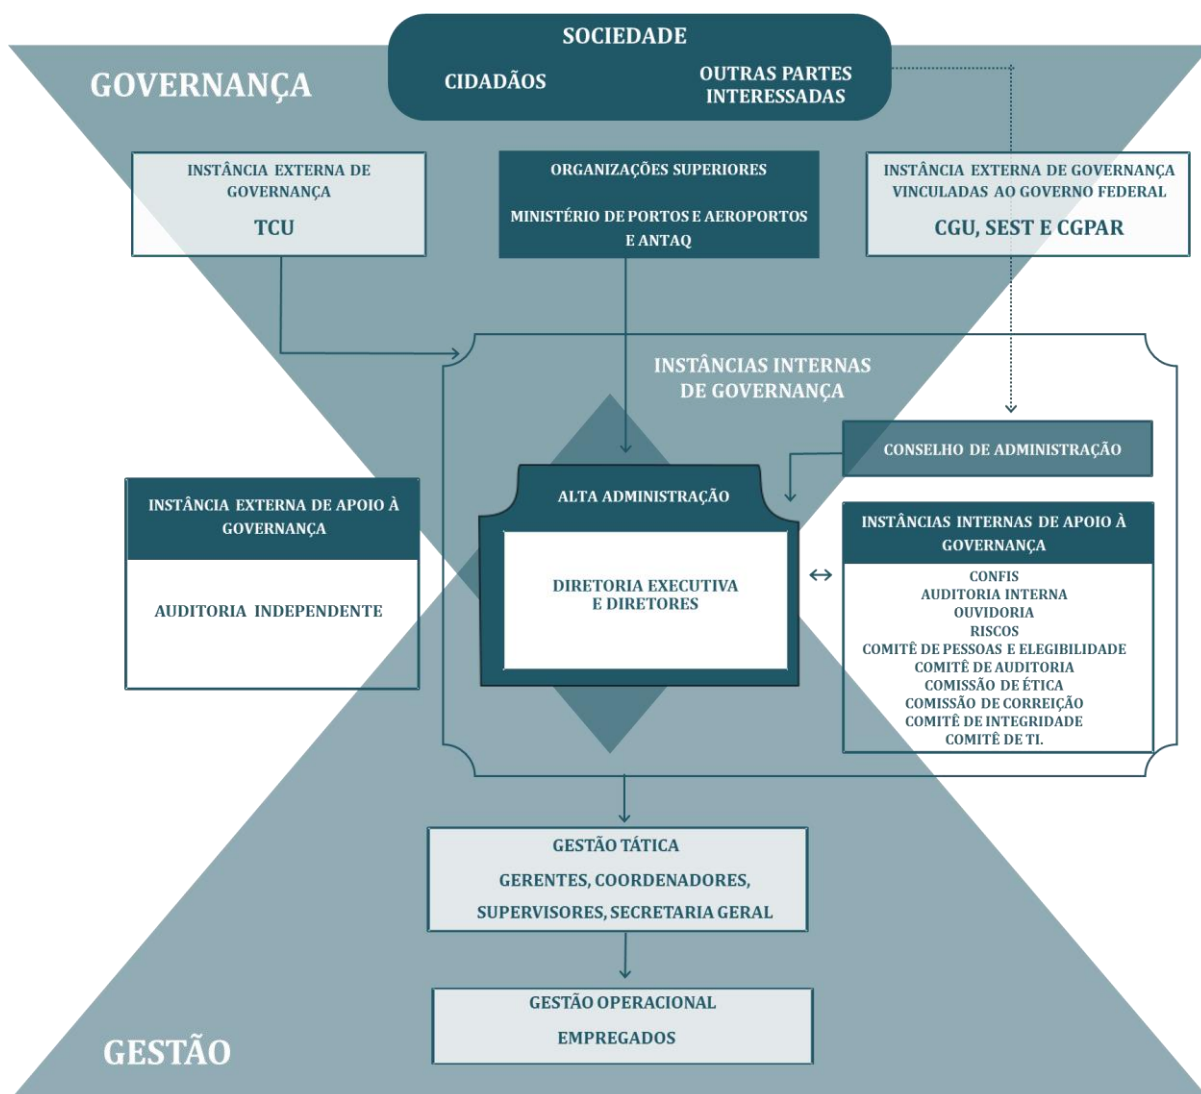 SOCIEDADE
CIDADÃOS
OUTRAS PARTES
INTERESSADAS
GOVERNANÇA
INSTÂNCIA EXTERNA DE
GOVERNANÇA
TCU
ORGANIZAÇÕES SUPERIORES
MINISTÉRIO DE PORTOS E AEROPORTOS
E ANTAQ
INSTÂNCIA EXTERNA DE GOVERNANÇA
VINCULADAS AO GOVERNO FEDERAL
CGU, SEST E CGPAR
INSTÂNCIAS INTERNAS
DE GOVERNANÇA
CONSELHO DE ADMINISTRAÇÃO
INSTÂNCIA EXTERNA DE APOIO À
GOVERNANÇA
AUDITORIA INDEPENDENTE
ALTA ADMINISTRAÇÃO
DIRETORIA EXECUTIVA
E DIRETORES
INSTÂNCIAS INTERNAS DE APOIO À
GOVERNANÇA
CONFIS
AUDITORIA INTERNA
OUVIDORIA
RISCOS
COMITÊ DE PESSOAS E ELEGIBILIDADE
COMITÊ DE AUDITORIA
COMISSÃO DE ÉTICA
COMISSÃO DE CORREIÇÃO
COMITÊ DE INTEGRIDADE
COMITÊ DE TI.
GESTÃO TÁTICA
GERENTES, COORDENADORES,
SUPERVISORES, SECRETARIA GERAL
GESTÃO OPERACIONAL
EMPREGADOS
GESTÃO